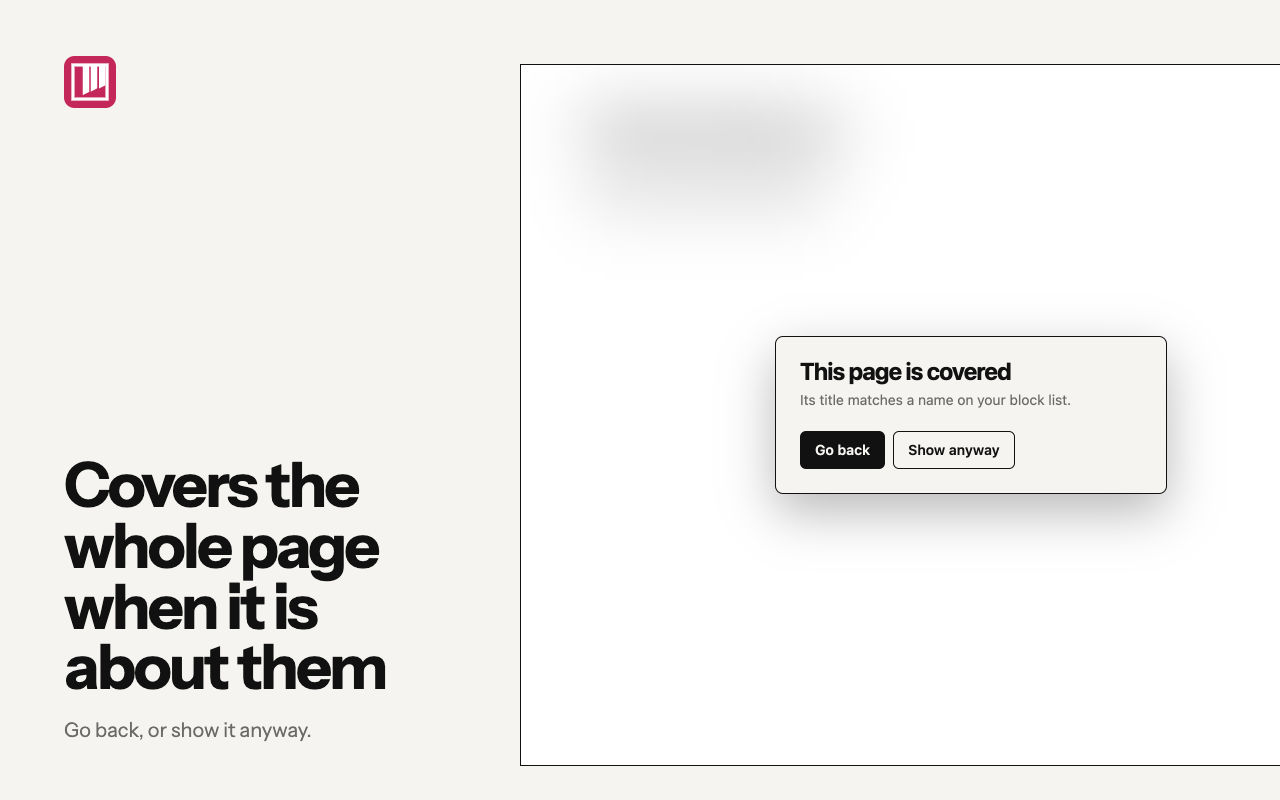 Covers the
whole page
when it is
about them
Go back, or show it anyway.
This page is covered
Its title matches a name on your block list.
Go back
Show anyway